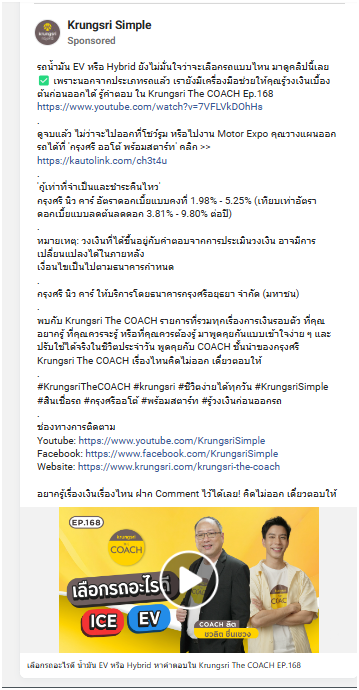 Krungsri Simple
Sponsored
รถน้ำมัน EV หรือ Hybrid ยังไม่มั่นใจว่าจะเลือกรถแบบไหน มาดูคลิปนี้เลย
✅ เพราะนอกจากประเภทรถแล้ว เรายังมีเครื่องมือช่วยให้คุณรู้วงเงินเบื้อง
ต้นก่อนออกได้ รู้คำตอบ ใน Krungsri The COACH Ep.168
https://www.youtube.com/watch?v=7VFLVkDOhHs
.
ดูจบแล้ว ไม่ว่าจะไปออกที่โชว์รูม หรือไปงาน Motor Expo คุณวางแผนออก
รถได้ที่ 'กรุงศรี ออโต้ พร้อมสตาร์ท' คลิก >>
https://kautolink.com/ch3t4u
.
'กู้เท่าที่จำเป็นและชำระคืนไหว'
กรุงศรี นิว คาร์ อัตราดอกเบี้ยแบบคงที่ 1.98% - 5.25% (เทียบเท่าอัตรา
ดอกเบี้ยแบบลดต้นลดดอก 3.81% - 9.80% ต่อปี)
.
หมายเหตุ: วงเงินที่ได้ขึ้นอยู่กับคำตอบจากการประเมินวงเงิน อาจมีการ
เปลี่ยนแปลงได้ในภายหลัง
เงื่อนไขเป็นไปตามธนาคารกำหนด
.
กรุงศรี นิว คาร์ ให้บริการโดยธนาคารกรุงศรีอยุธยา จำกัด (มหาชน)
.
พบกับ Krungsri The COACH รายการที่รวมทุกเรื่องการเงินรอบตัว ที่คุณ
อยากรู้ ที่คุณควรจะรู้ หรือที่คุณควรต้องรู้ มาพูดคุยกันแบบเข้าใจง่าย ๆ และ
ปรับใช้ได้จริงในชีวิตประจำวัน พูดคุยกับ COACH ชั้นนำของกรุงศรี
Krungsri The COACH เรื่องไหนคิดไม่ออก เดี๋ยวตอบให้
.
#KrungsriTheCOACH #krungsri #ชีวิตง่ายได้ทุกวัน #KrungsriSimple
#สินเชื่อรถ #กรุงศรีออโต้ #พร้อมสตาร์ท #รู้วงเงินก่อนออกรถ
.
ช่องทางการติดตาม
Youtube: https://www.youtube.com/KrungsriSimple
Facebook: https://www.facebook.com/KrungsriSimple
Website: https://www.krungsri.com/krungsri-the-coach
.
อยากรู้เรื่องเงินเรื่องไหน ฝาก Comment ไว้ได้เลย! คิดไม่ออก เดี๋ยวตอบให้
EP.168
krungsri
The
COACH
เลือกรถอะไรดี
ICE EV
COACH ลิต
ชวลิต ยิ้มแขวง
เลือกรถอะไรดี น้ำมัน EV หรือ Hybrid หาคำตอบใน Krungsri The COACH EP.168